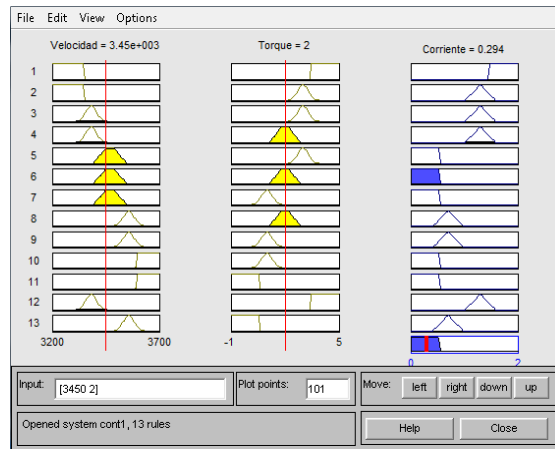 File Edit View Options
Velocidad = 3.45e+003 Torque = 2 Corriente = 0.294
1
2
3
4
5
6
7
8
9
10
11
12
13
3200 3700 -1 5
0 2
Input: [3450 2] Plot points: 101 Move: left right down up
Opened system cont1, 13 rules Help Close